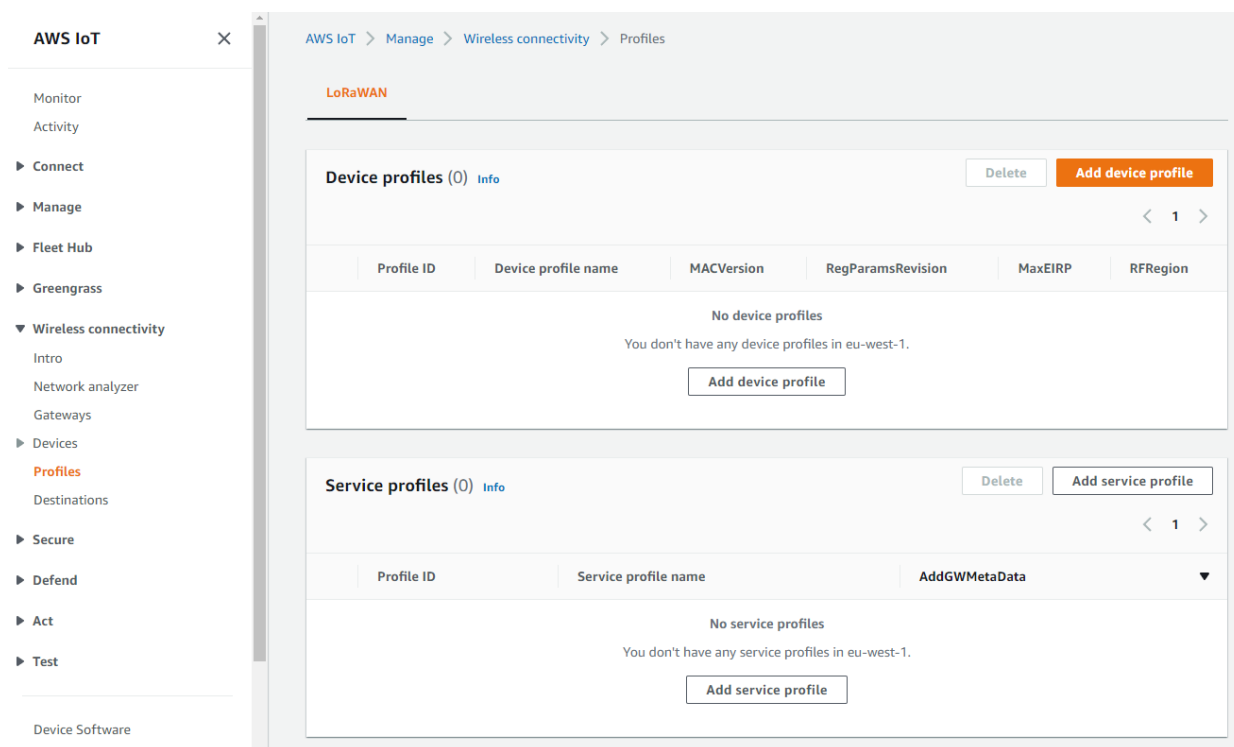 AWS IoT
Monitor
Activity
Connect
Manage
Fleet Hub
Greengrass
Wireless connectivity
Intro
Network analyzer
Gateways
Devices
Profiles
Destinations
Secure
Defend
Act
Test
Device Software
AWS IoT > Manage > Wireless connectivity > Profiles
LoRaWAN
Device profiles (0) Info Delete Add device profile
< 1 >
Profile ID Device profile name MACVersion RegParamsRevision MaxEIRP RFRegion
No device profiles
You don't have any device profiles in eu-west-1.
Add device profile
Service profiles (0) Info Delete Add service profile
< 1 >
Profile ID Service profile name AddGWMetaData
No service profiles
You don't have any service profiles in eu-west-1.
Add service profile